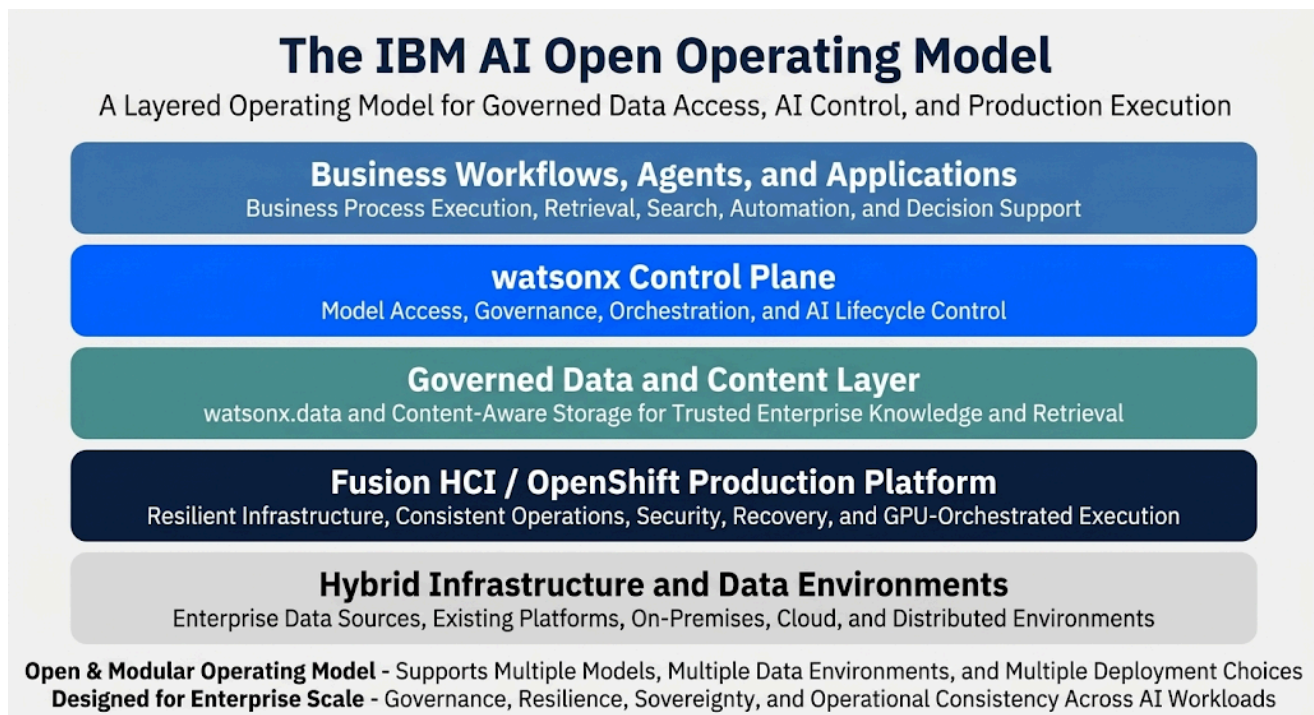 The IBM AI Open Operating Model
A Layered Operating Model for Governed Data Access, AI Control, and Production Execution
Business Workflows, Agents, and Applications
Business Process Execution, Retrieval, Search, Automation, and Decision Support
watsonx Control Plane
Model Access, Governance, Orchestration, and AI Lifecycle Control
Governed Data and Content Layer
watsonx.data and Content-Aware Storage for Trusted Enterprise Knowledge and Retrieval
Fusion HCI / OpenShift Production Platform
Resilient Infrastructure, Consistent Operations, Security, Recovery, and GPU-Orchestrated Execution
Hybrid Infrastructure and Data Environments
Enterprise Data Sources, Existing Platforms, On-Premises, Cloud, and Distributed Environments
Open & Modular Operating Model - Supports Multiple Models, Multiple Data Environments, and Multiple Deployment Choices
Designed for Enterprise Scale - Governance, Resilience, Sovereignty, and Operational Consistency Across AI Workloads